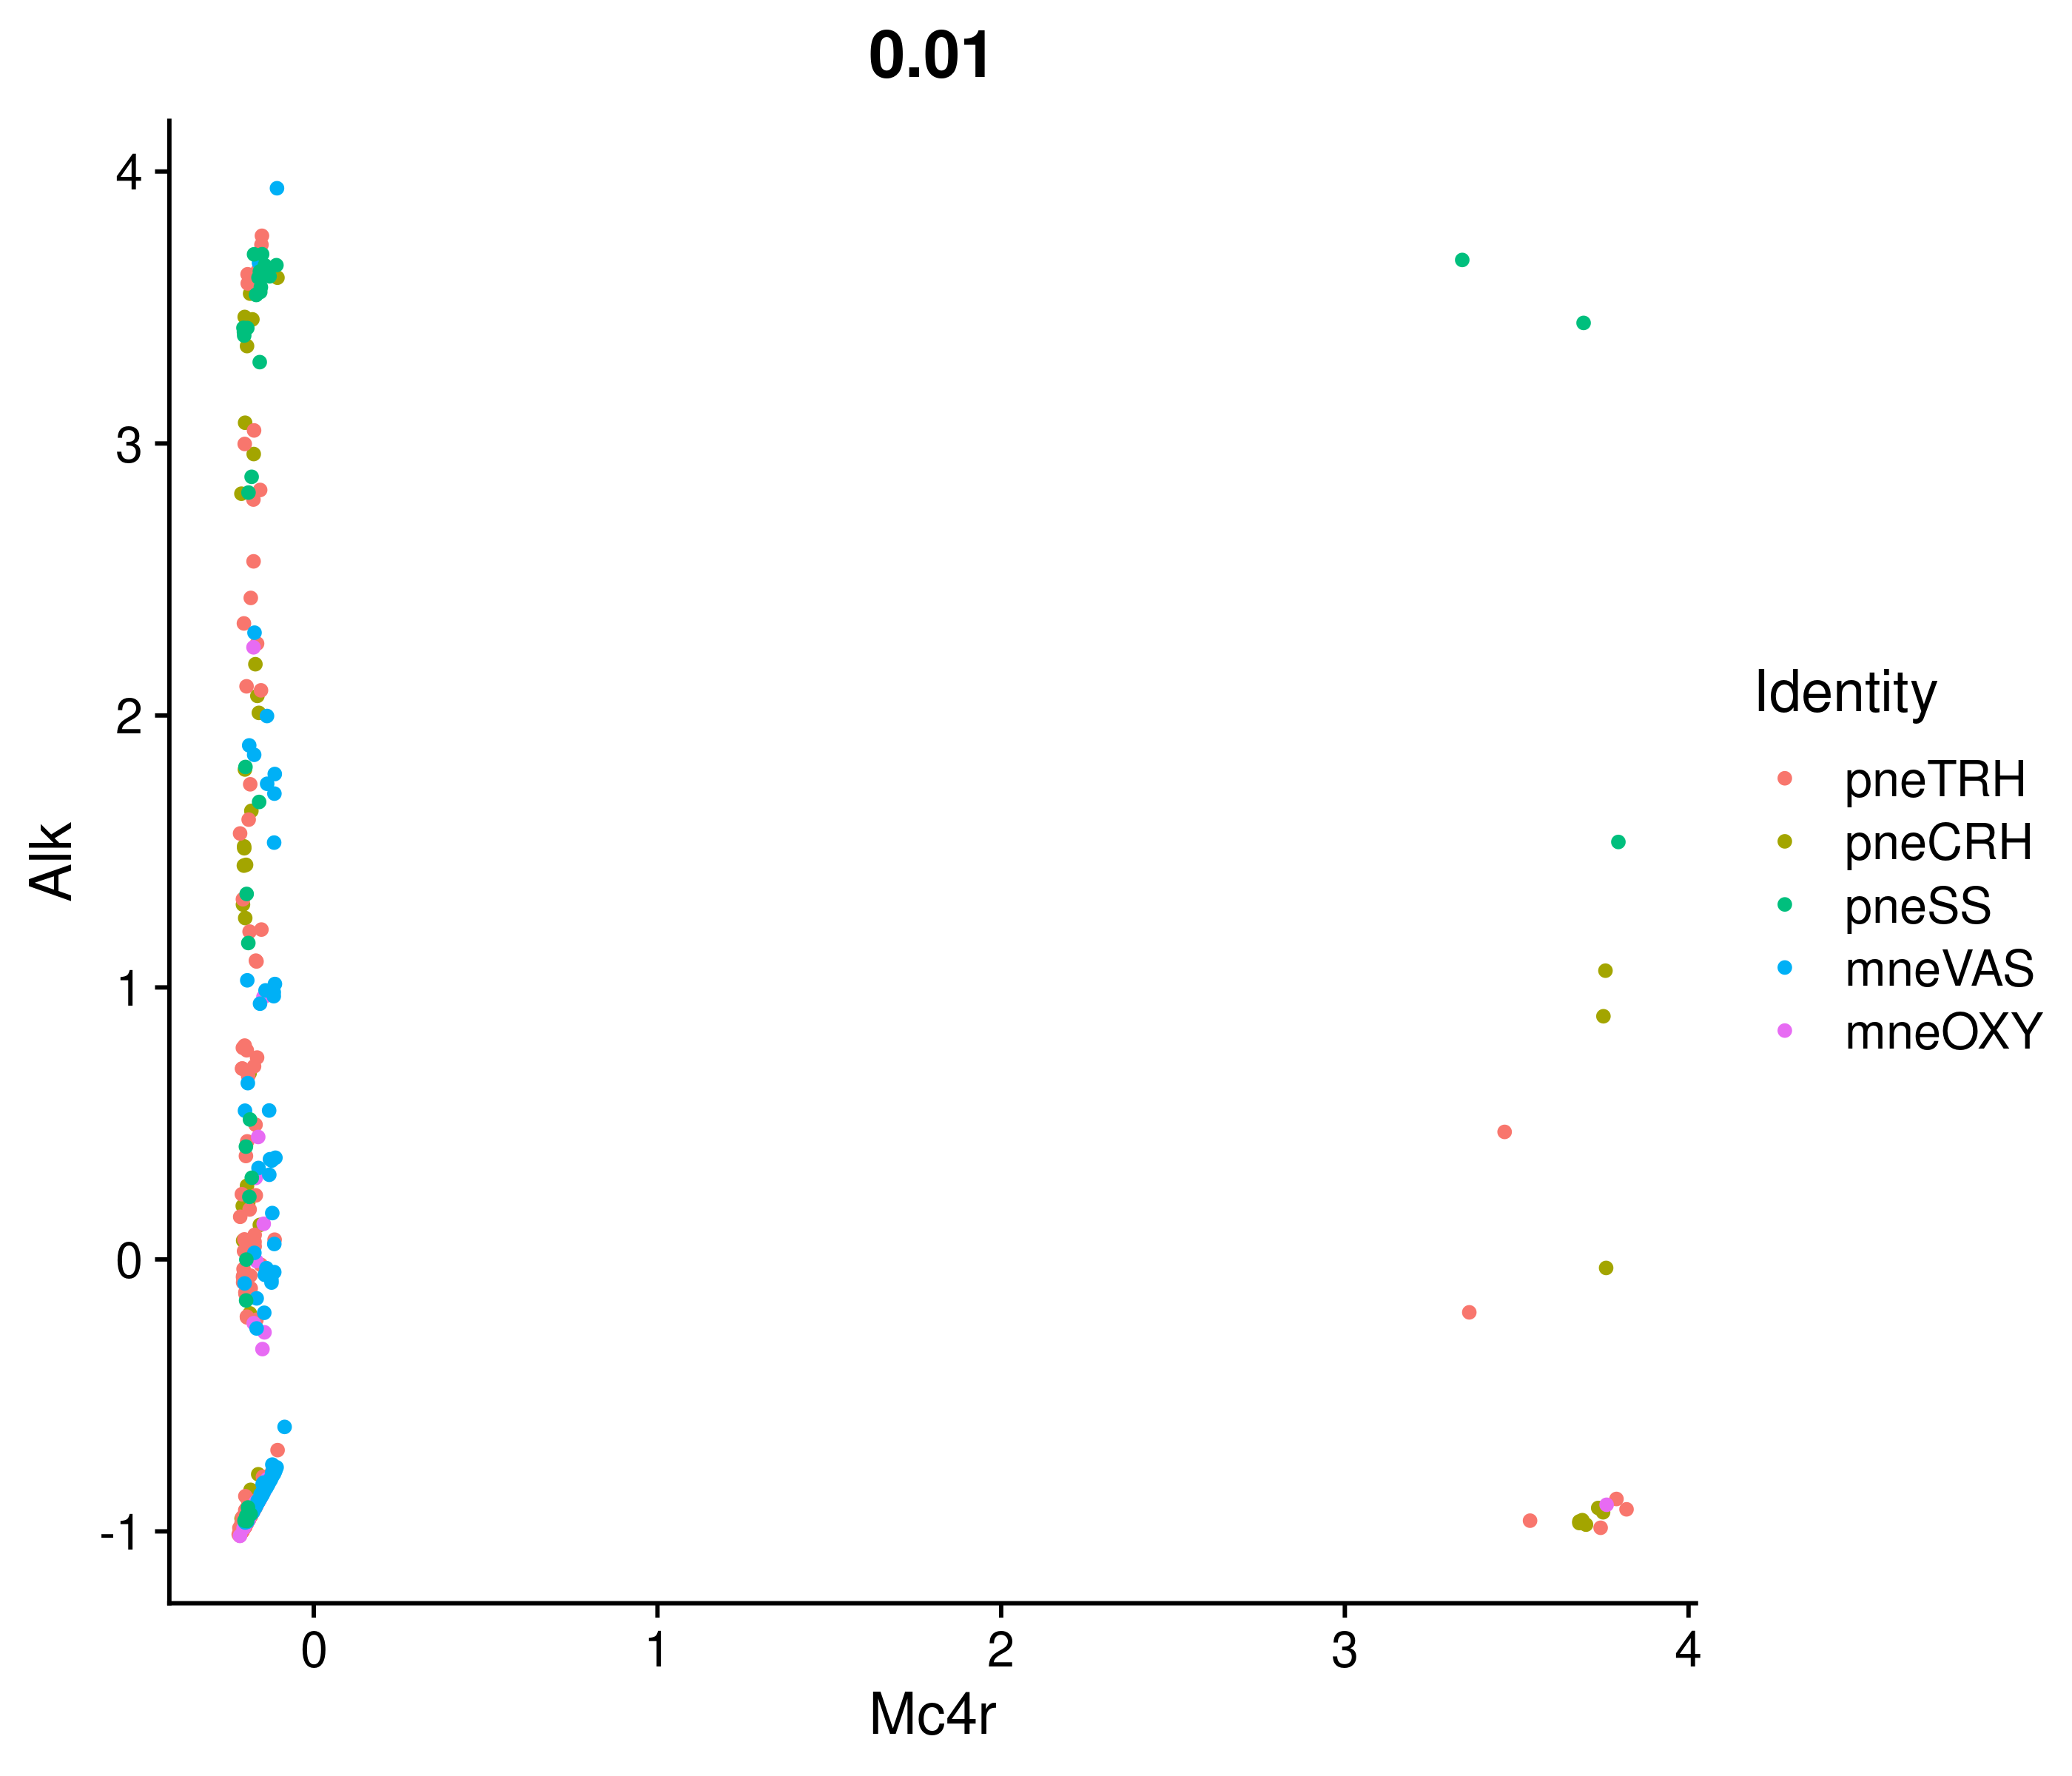 0.01
4
3
2
1
0
-1
Alk
0 1 2 3 4
Mc4r
Identity
pneTRH
pneCRH
pneSS
mneVAS
mneOXY